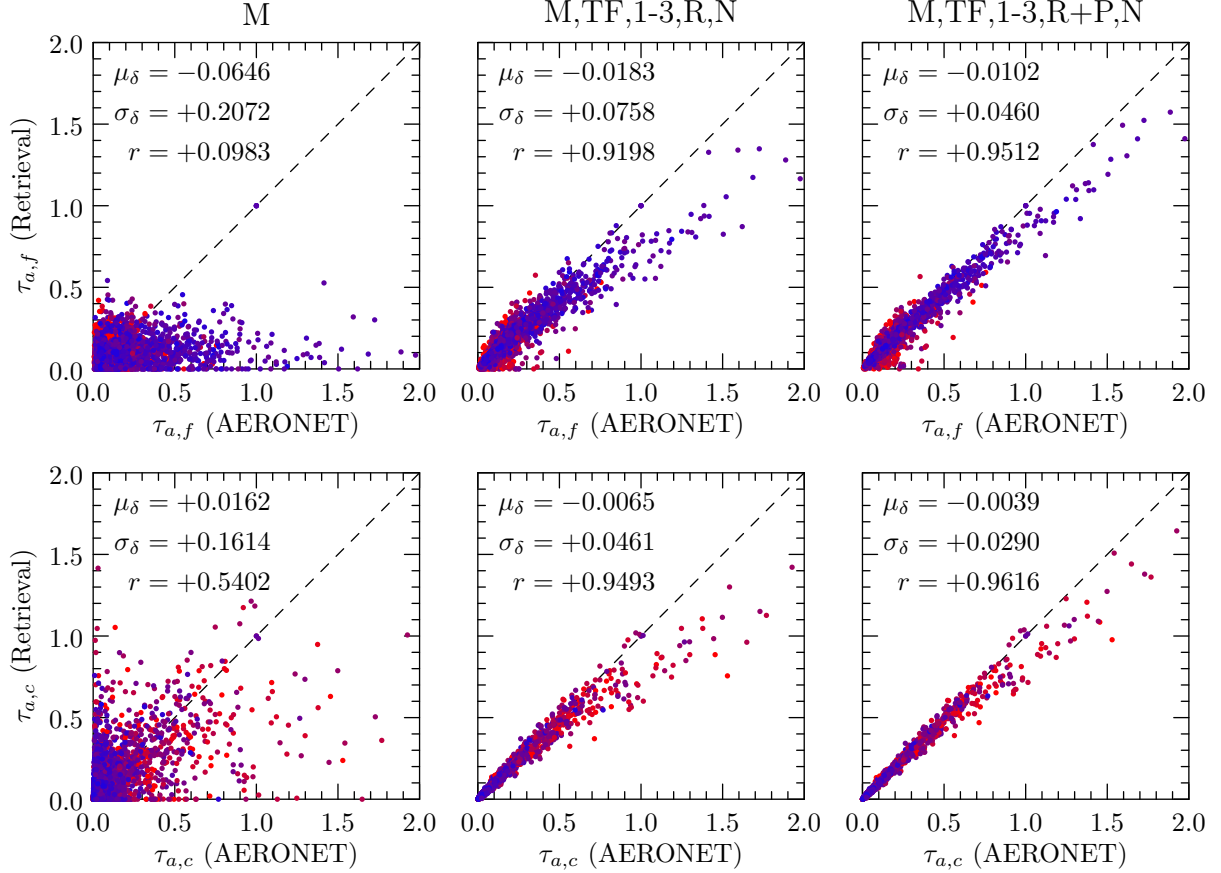 M
M,TF,1-3,R,N
M,TF,1-3,R+P,N
2.0
1.5
1.0
0.5
0.0
τa,f (Retrieval)
μδ = −0.0646
σδ = +0.2072
r = +0.0983
0.0 0.5 1.0 1.5 2.0
τa,f (AERONET)
μδ = −0.0183
σδ = +0.0758
r = +0.9198
0.0 0.5 1.0 1.5 2.0
τa,f (AERONET)
μδ = −0.0102
σδ = +0.0460
r = +0.9512
0.0 0.5 1.0 1.5 2.0
τa,f (AERONET)
2.0
1.5
1.0
0.5
0.0
τa,c (Retrieval)
μδ = +0.0162
σδ = +0.1614
r = +0.5402
0.0 0.5 1.0 1.5 2.0
τa,c (AERONET)
μδ = −0.0065
σδ = +0.0461
r = +0.9493
0.0 0.5 1.0 1.5 2.0
τa,c (AERONET)
μδ = −0.0039
σδ = +0.0290
r = +0.9616
0.0 0.5 1.0 1.5 2.0
τa,c (AERONET)